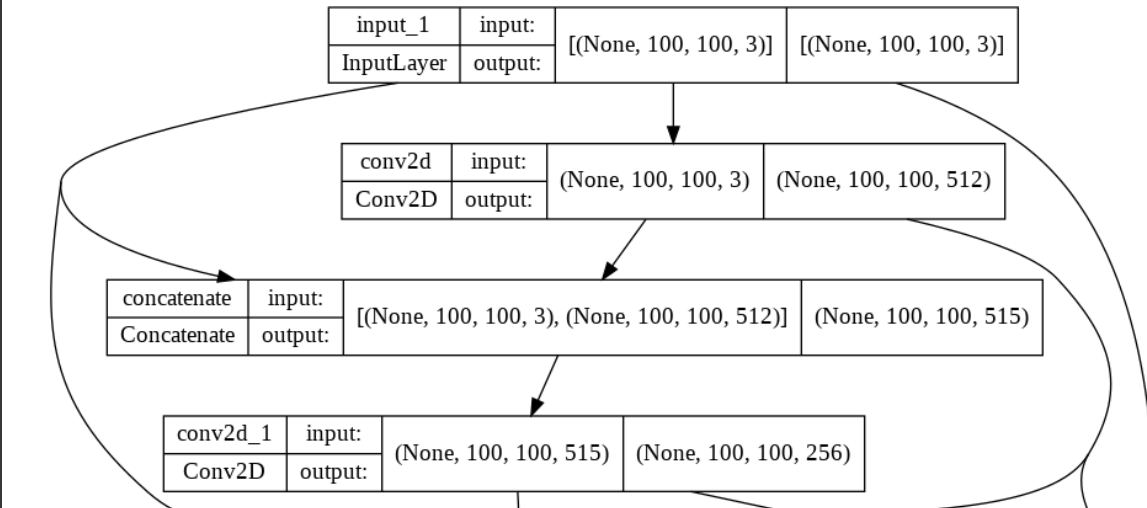 input_1 input: [(None, 100, 100, 3)] [(None, 100, 100, 3)]
InputLayer output:
conv2d input: (None, 100, 100, 3) (None, 100, 100, 512)
Conv2D output:
concatenate input: [(None, 100, 100, 3), (None, 100, 100, 512)] (None, 100, 100, 515)
Concatenate output:
conv2d_1 input: (None, 100, 100, 515) (None, 100, 100, 256)
Conv2D output: